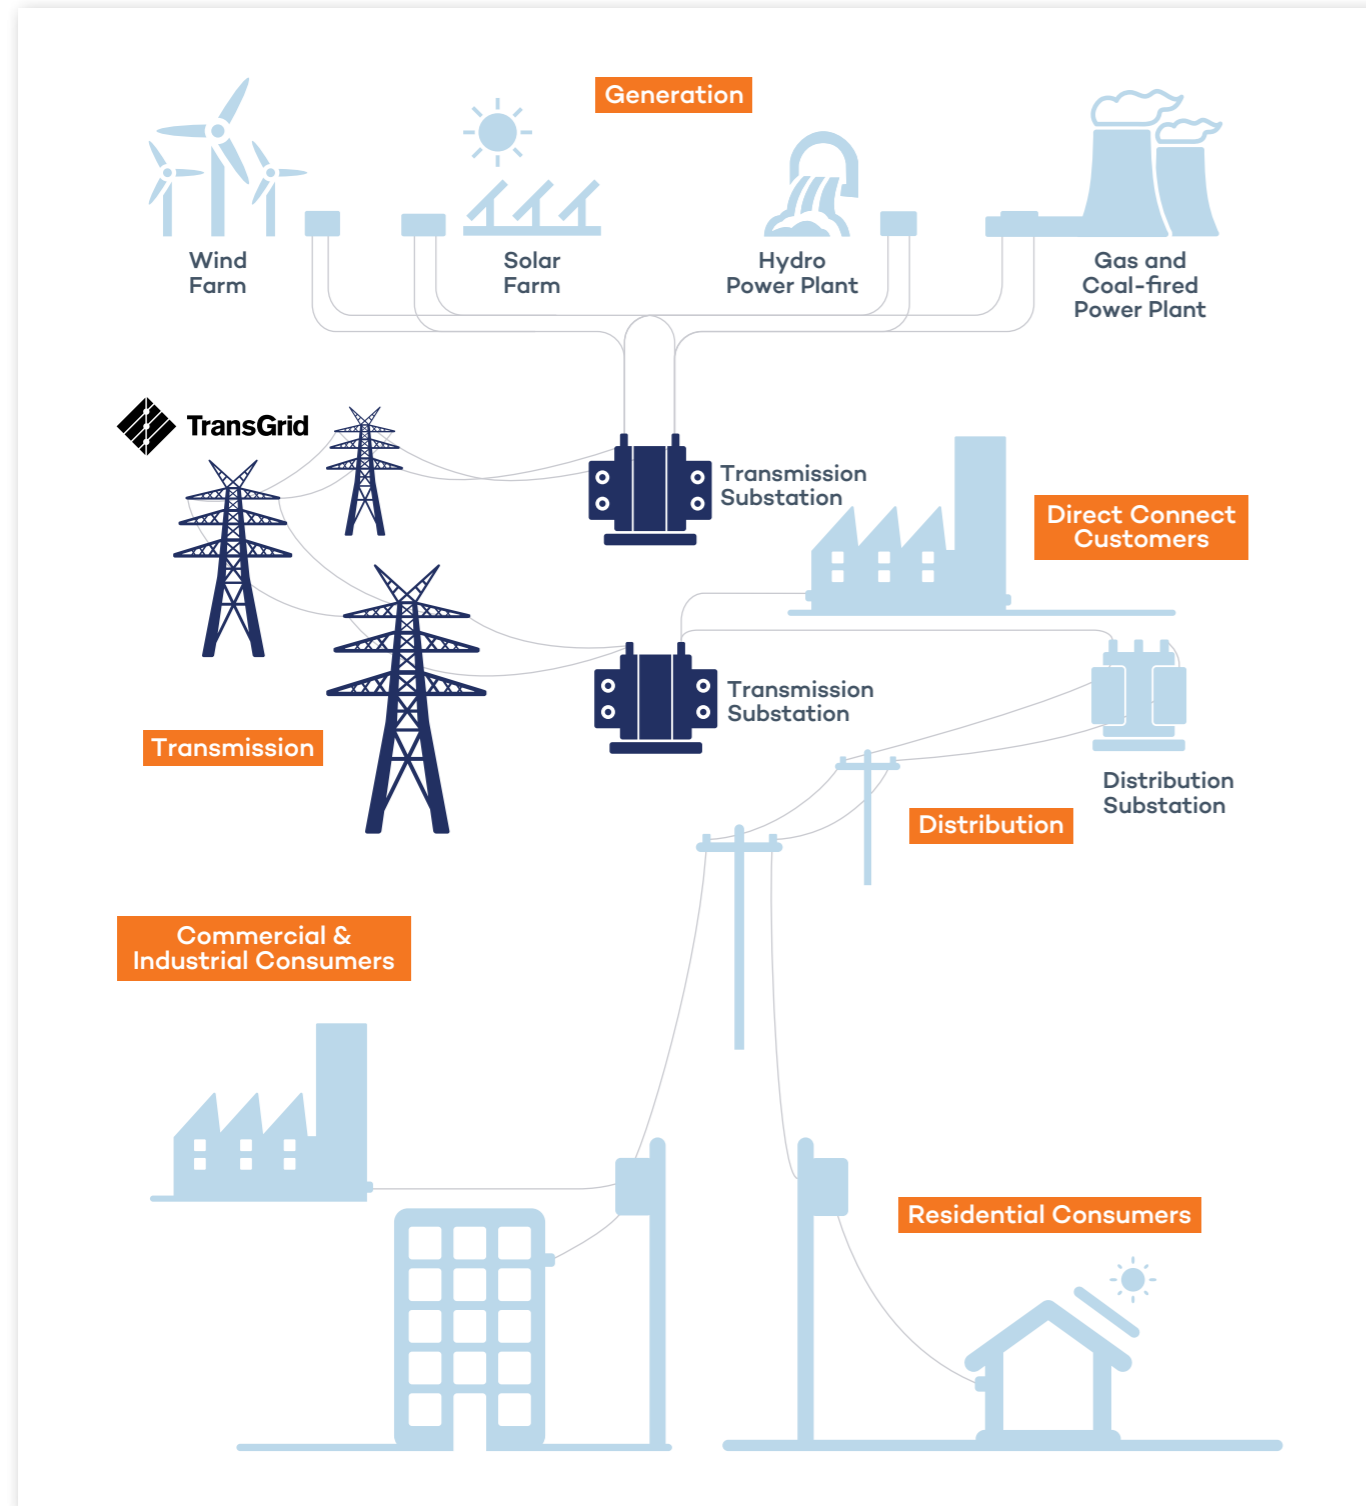 Generation
Wind
Farm
Solar
Farm
Hydro
Power Plant
Gas and
Coal-fired
Power Plant
TransGrid
Transmission
Substation
Direct Connect
Customers
Transmission
Substation
Transmission
Distribution
Substation
Distribution
Commercial &
Industrial Consumers
Residential Consumers